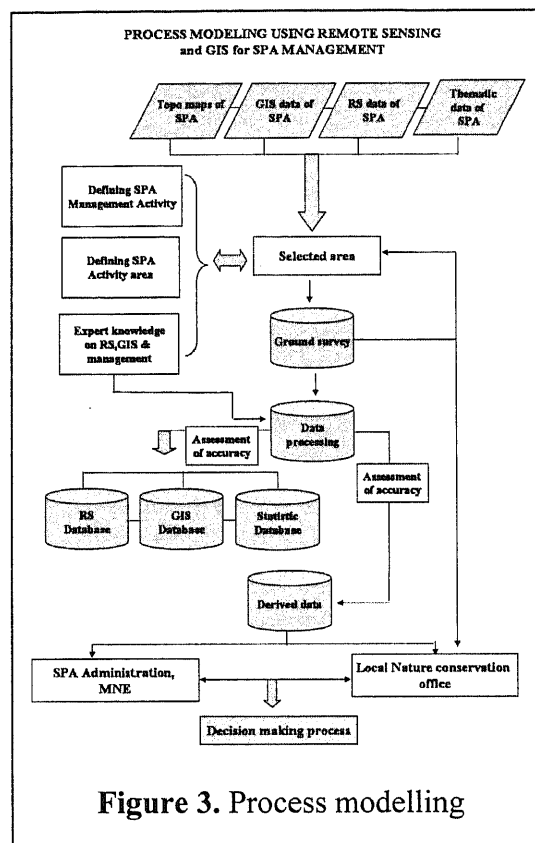 PROCESS MODELING USING REMOTE SENSING
and GIS for SPA MANAGEMENT
Topo maps of
SPA
GIS data of
SPA
RS data of
SPA
Thematic
data of
SPA
Defining SPA
Management Activity
Defining SPA
Activity area
Expert knowledge
on RS,GIS &
management
Selected area
Ground survey
Data
processing
Assessment
of accuracy
Assessment
of accuracy
RS
Database
GIS
Database
Statistic
Database
Derived data
SPA Administration,
MNE
Local Nature conservation
office
Decision making process
Figure 3. Process modelling